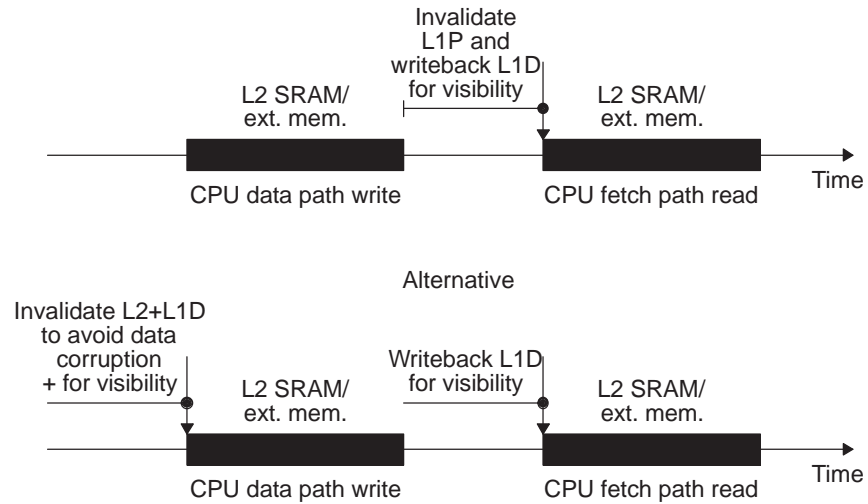 Invalidate
L1P and
writeback L1D
for visibility
L2 SRAM/
ext. mem.
L2 SRAM/
ext. mem.
CPU data path write
CPU fetch path read
Time
Alternative
Invalidate L2+L1D
to avoid data
corruption
+ for visibility
Writeback L1D
for visibility
L2 SRAM/
ext. mem.
L2 SRAM/
ext. mem.
CPU data path write
CPU fetch path read
Time